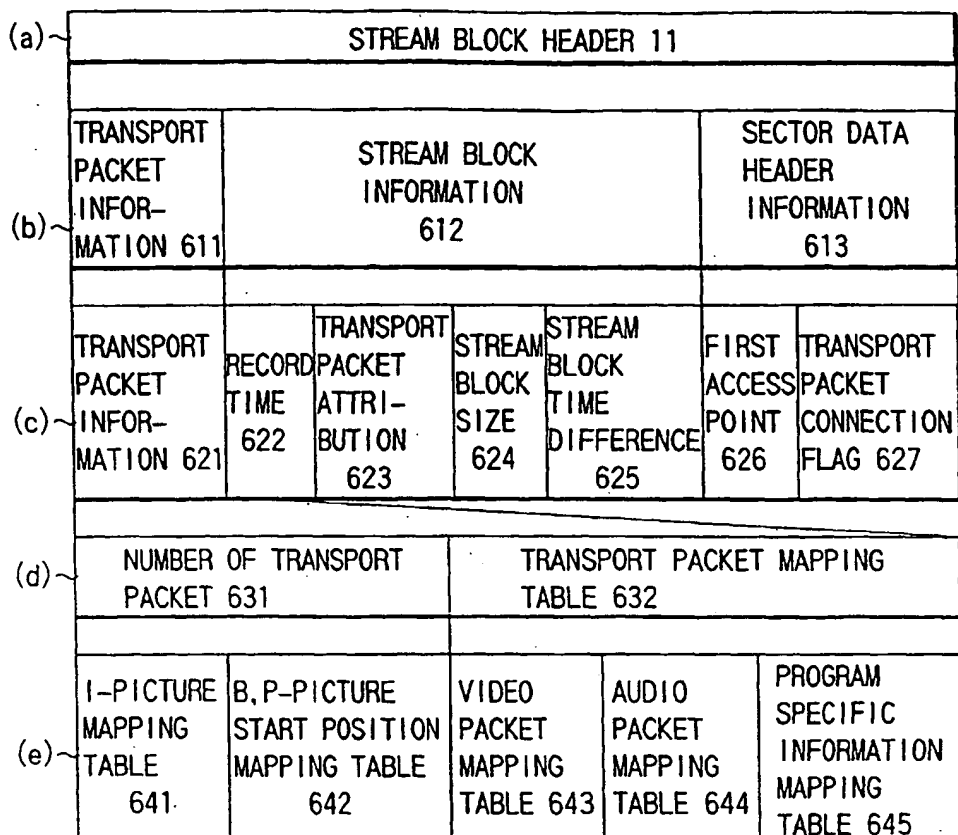 (a)
STREAM BLOCK HEADER 11
(b)
TRANSPORT
PACKET
INFOR-
MATION 611
STREAM BLOCK
INFORMATION
612
SECTOR DATA
HEADER
INFORMATION
613
(c)
TRANSPORT
PACKET
INFOR-
MATION 621
RECORD
TIME
622
TRANSPORT
PACKET
ATTRI-
BUTION
623
STREAM
BLOCK
SIZE
624
STREAM
BLOCK
TIME
DIFFERENCE
625
FIRST
ACCESS
POINT
626
TRANSPORT
PACKET
CONNECTION
FLAG 627
(d)
NUMBER OF TRANSPORT
PACKET 631
TRANSPORT PACKET MAPPING
TABLE 632
(e)
I-PICTURE
MAPPING
TABLE
641
B,P-PICTURE
START POSITION
MAPPING TABLE
642
VIDEO
PACKET
MAPPING
TABLE 643
AUDIO
PACKET
MAPPING
TABLE 644
PROGRAM
SPECIFIC
INFORMATION
MAPPING
TABLE 645